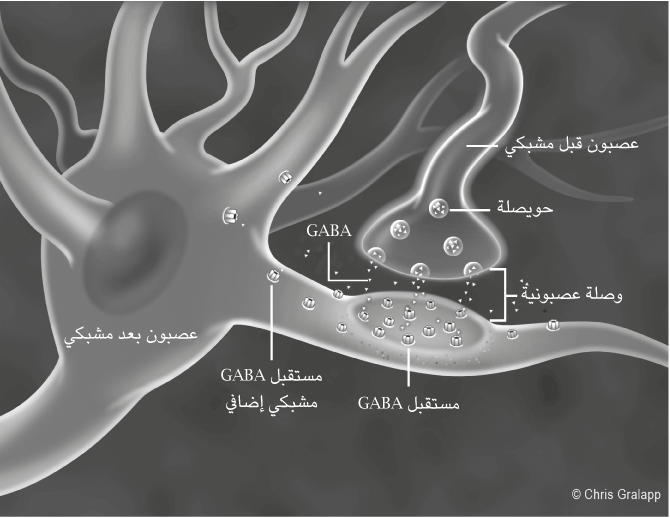 عصبون قبل مشبكي
حويصلة
GABA
وصلة عصبونية
عصبون بعد مشبكي
مستقبل GABA
مشبكي إضافي
مستقبل GABA
© Chris Gralapp